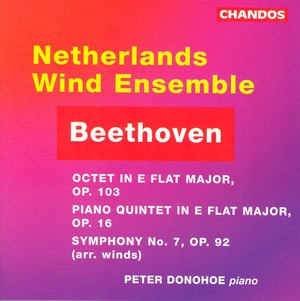 CHANDOS
Netherlands
Wind Ensemble
Beethoven
OCTET IN E FLAT MAJOR,
OP. 103
PIANO QUINTET IN E FLAT MAJOR,
OP. 16
SYMPHONY No. 7, OP. 92
(arr. winds)
PETER DONOHOE piano